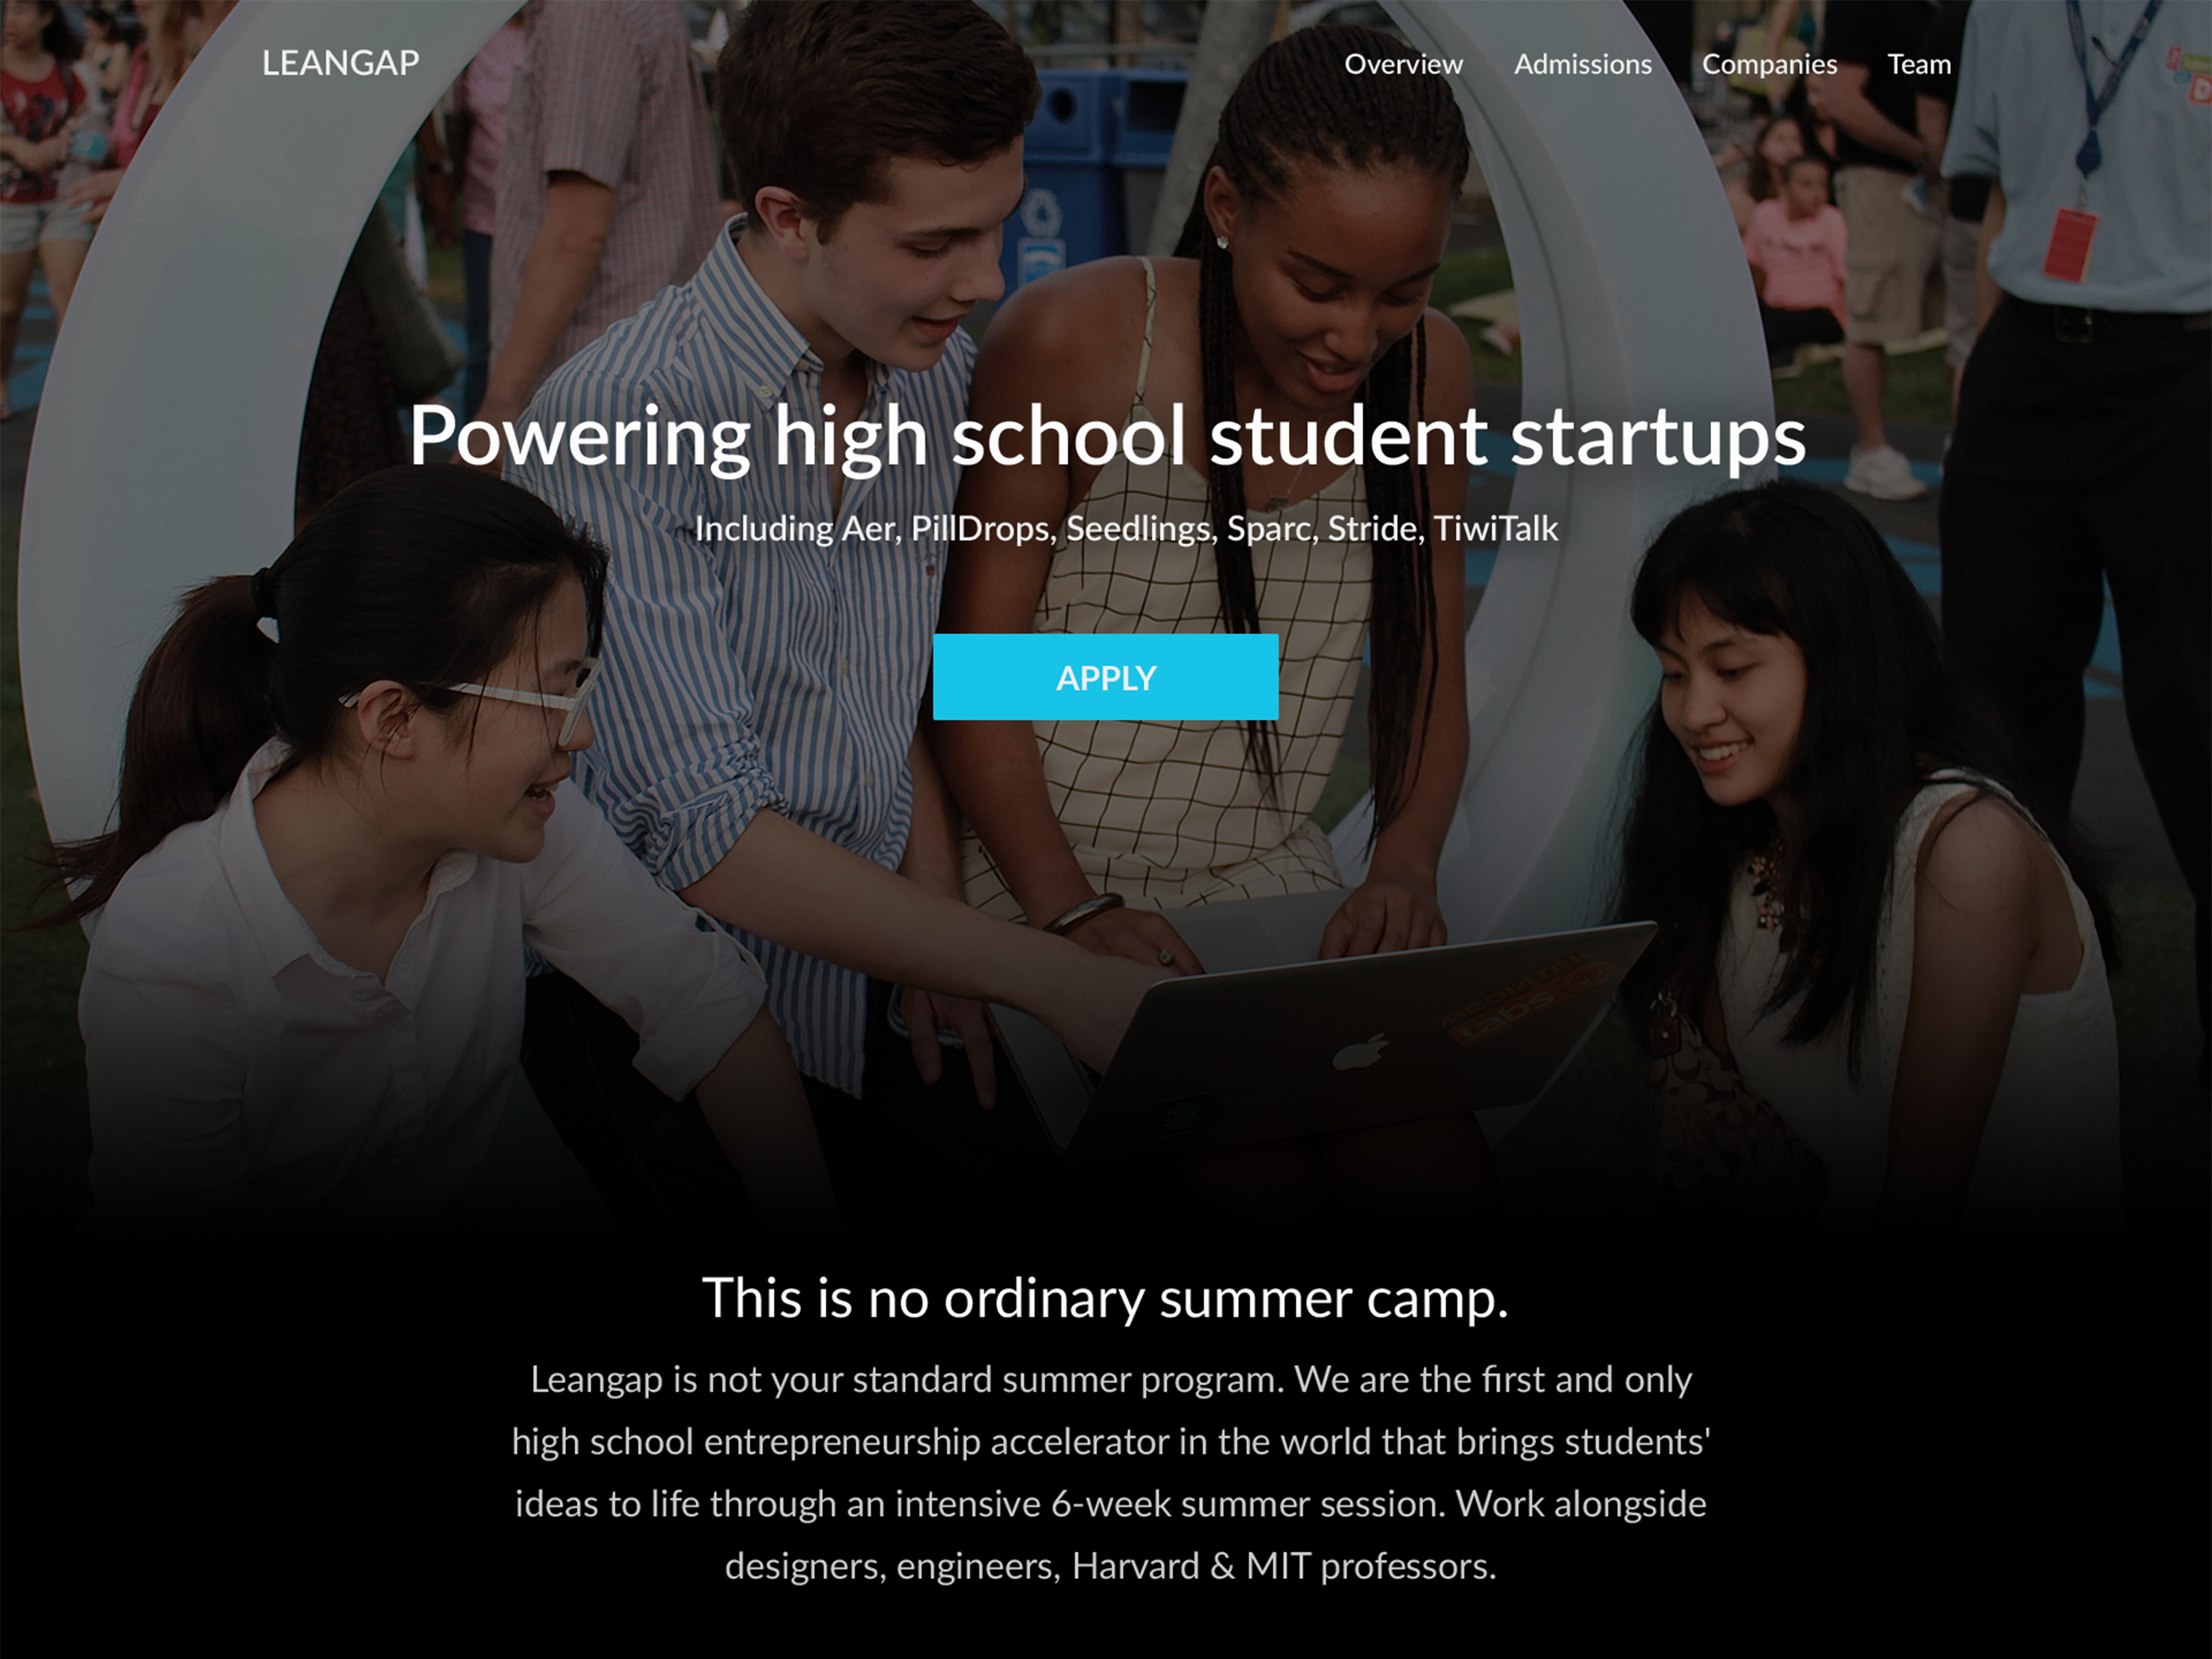 LEANGAP
Overview Admissions Companies Team
Powering high school student startups
Including Aer, PillDrops, Seedlings, Sparc, Stride, TiwiTalk
APPLY
MEDIATEK
labs
This is no ordinary summer camp.
Leangap is not your standard summer program. We are the first and only
high school entrepreneurship accelerator in the world that brings students'
ideas to life through an intensive 6-week summer session. Work alongside
designers, engineers, Harvard & MIT professors.